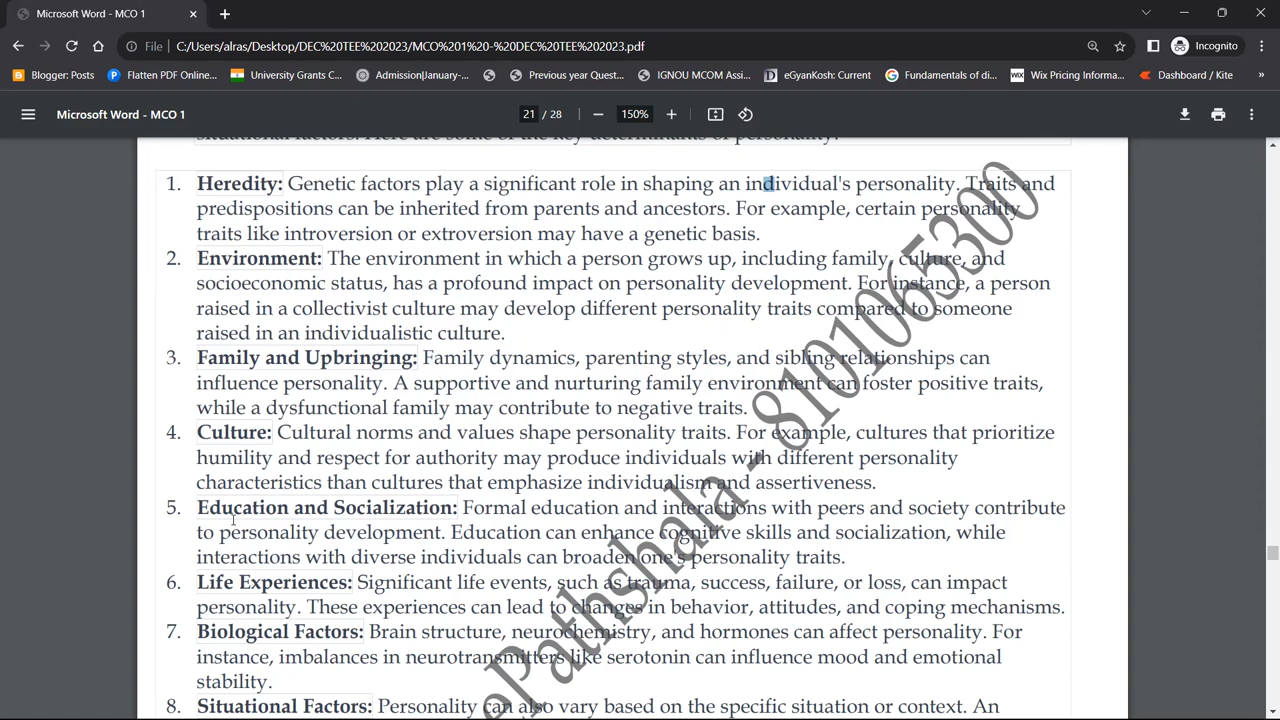 Microsoft Word - MCO 1
File C:/Users/alras/Desktop/DEC%20TEE%202023/MCO%201%20-%20DEC%20TEE%202023.pdf
Incognito
Blogger: Posts
Flatten PDF Online...
University Grants C...
Admission|January-...
Previous year Quest...
IGNOU MCOM Assi...
eGyanKosh: Current
Fundamentals of di...
Wix Pricing Informa...
Dashboard / Kite
»
Microsoft Word - MCO 1
21 / 28
150%
situational factors. Here are some of the key determinants of personality:
1. Heredity: Genetic factors play a significant role in shaping an individual's personality. Traits and
predispositions can be inherited from parents and ancestors. For example, certain personality
traits like introversion or extroversion may have a genetic basis.
2. Environment: The environment in which a person grows up, including family, culture, and
socioeconomic status, has a profound impact on personality development. For instance, a person
raised in a collectivist culture may develop different personality traits compared to someone
raised in an individualistic culture.
3. Family and Upbringing: Family dynamics, parenting styles, and sibling relationships can
influence personality. A supportive and nurturing family environment can foster positive traits,
while a dysfunctional family may contribute to negative traits.
4. Culture: Cultural norms and values shape personality traits. For example, cultures that prioritize
humility and respect for authority may produce individuals with different personality
characteristics than cultures that emphasize individualism and assertiveness.
5. Education and Socialization: Formal education and interactions with peers and society contribute
to personality development. Education can enhance cognitive skills and socialization, while
interactions with diverse individuals can broaden one's personality traits.
6. Life Experiences: Significant life events, such as trauma, success, failure, or loss, can impact
personality. These experiences can lead to changes in behavior, attitudes, and coping mechanisms.
7. Biological Factors: Brain structure, neurochemistry, and hormones can affect personality. For
instance, imbalances in neurotransmitters like serotonin can influence mood and emotional
stability.
8. Situational Factors: Personality can also vary based on the specific situation or context. An
ePathshala - 8101065300